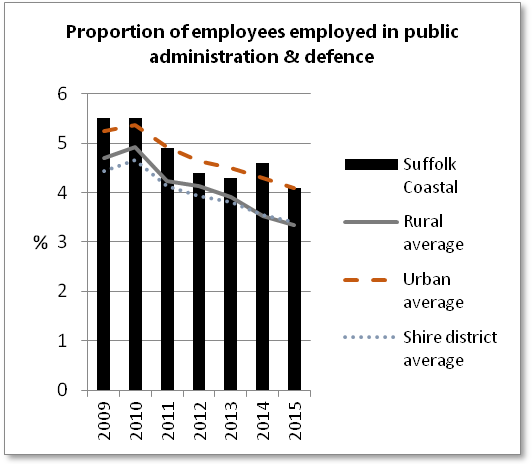 Proportion of employees employed in public
administration & defence
6
5
4
3
2
1
0
%
2009
2010
2011
2012
2013
2014
2015
Suffolk
Coastal
Rural
average
Urban
average
Shire district
average